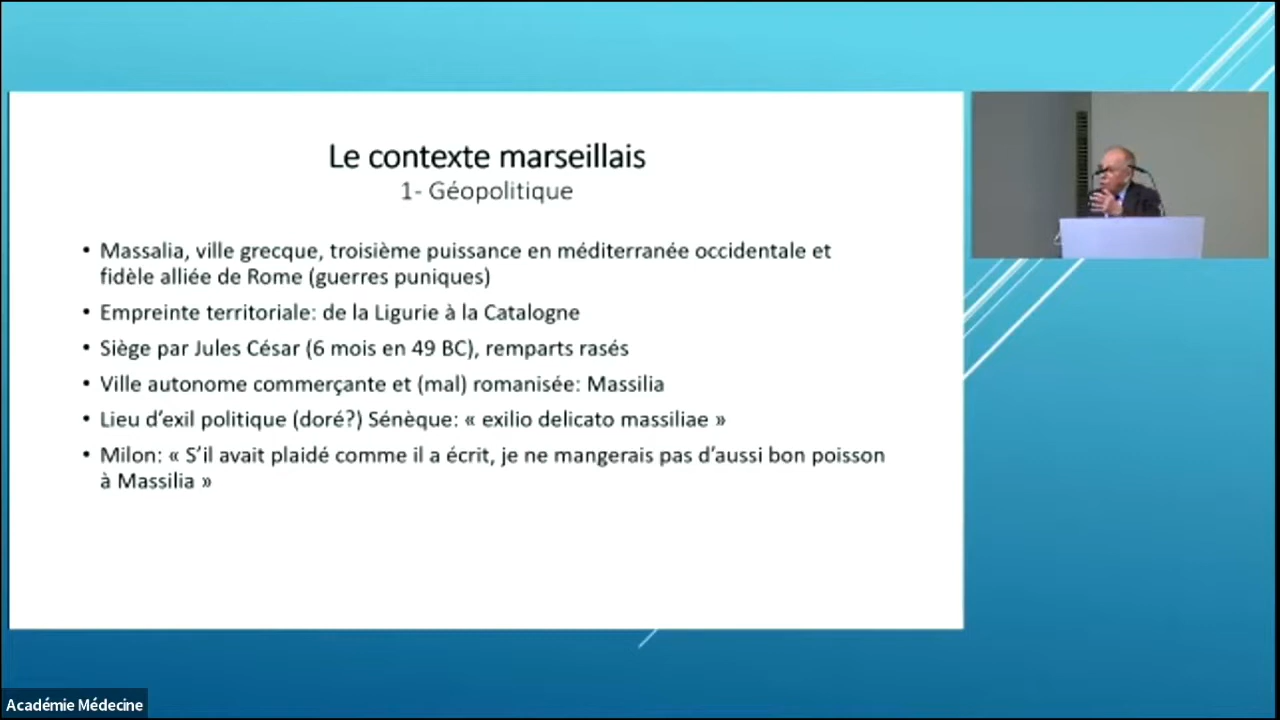 Le contexte marseillais
1- Géopolitique
• Massalia, ville grecque, troisième puissance en méditerranée occidentale et
fidèle alliée de Rome (guerres puniques)
• Empreinte territoriale: de la Ligurie à la Catalogne
• Siège par Jules César (6 mois en 49 BC), remparts rasés
• Ville autonome commerçante et (mal) romanisée: Massilia
• Lieu d’exil politique (doré?) Sénèque: « exilio delicato massiliae »
• Milon: « S’il avait plaidé comme il a écrit, je ne mangerais pas d’aussi bon poisson
à Massilia »
Académie Médecine